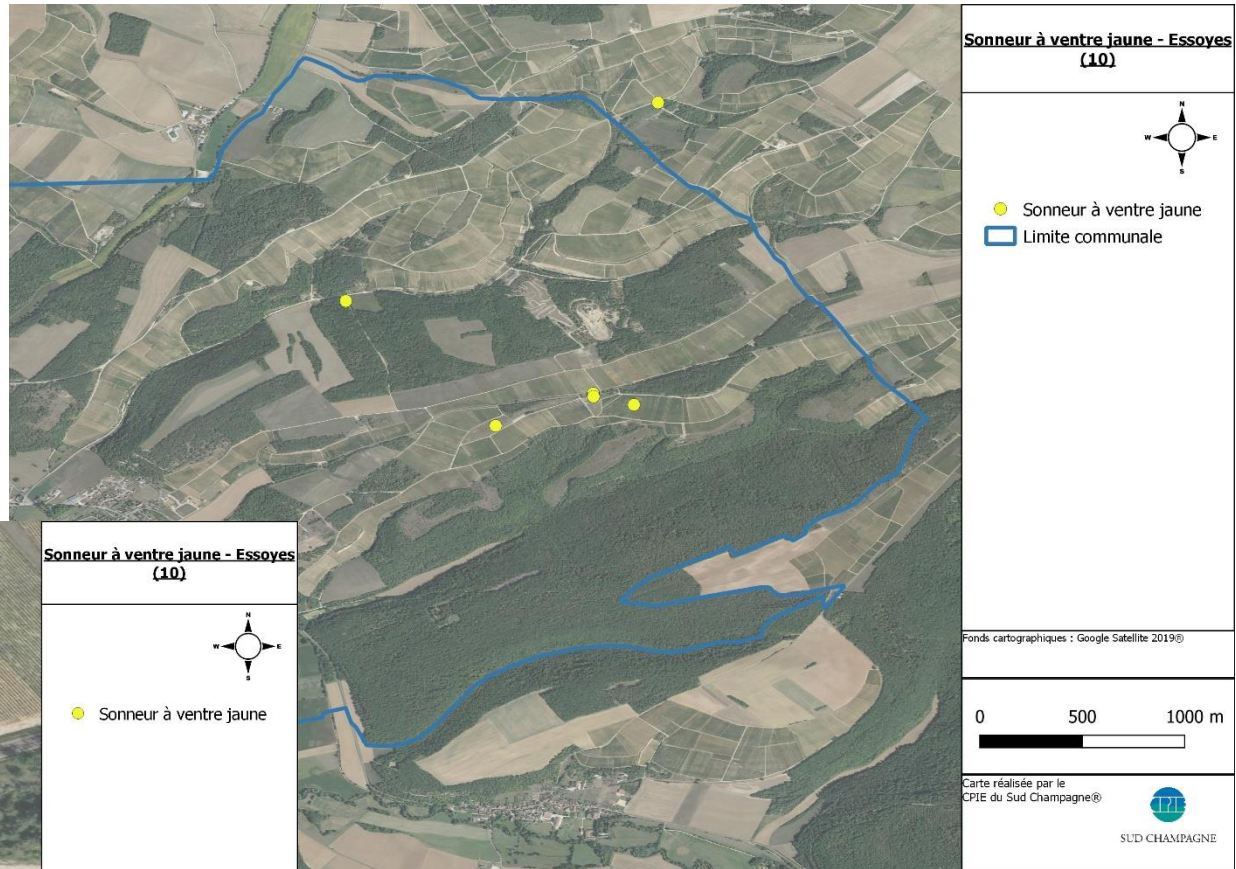 Sonneur à ventre jaune - Essoyes
(10)
N
W E
S
Sonneur à ventre jaune
Limite communale
Fonds cartographiques : Google Satellite 2019®
0 500 1000 m
Carte réalisée par le
CPIE du Sud Champagne®
CPIE
SUD CHAMPAGNE
Sonneur à ventre jaune - Essoyes
(10)
N
W E
S
Sonneur à ventre jaune